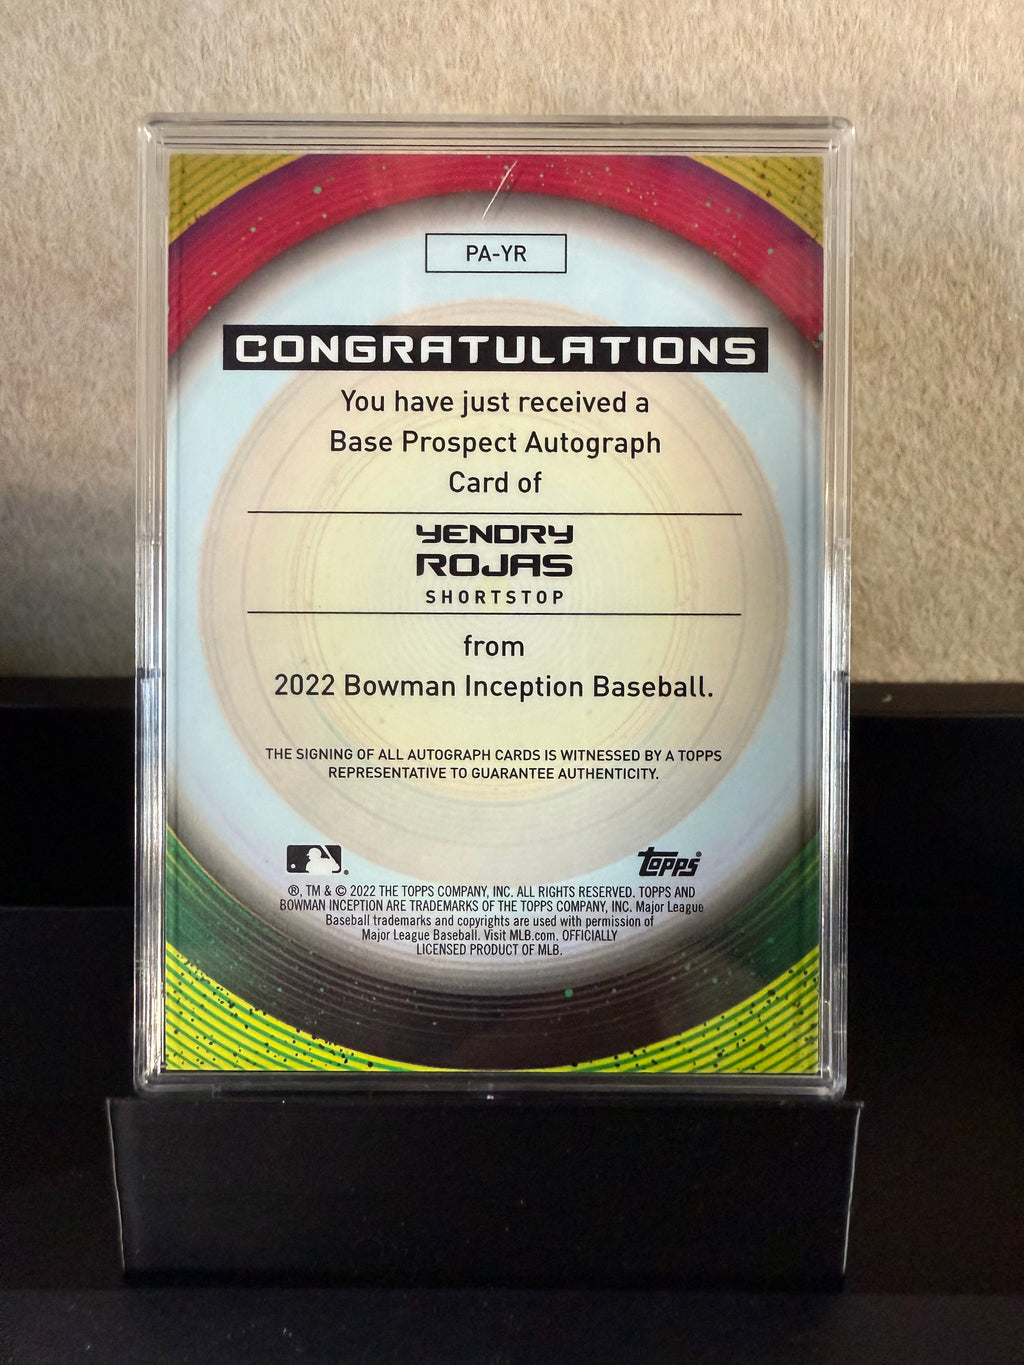 PA-YR
CONGRATULATIONS
You have just received a
Base Prospect Autograph
Card of
YENDRY
ROJAS
SHORTSTOP
from
2022 Bowman Inception Baseball.
THE SIGNING OF ALL AUTOGRAPH CARDS IS WITNESSED BY A TOPPS
REPRESENTATIVE TO GUARANTEE AUTHENTICITY.
®.
topps®
®, TM & © 2022 THE TOPPS COMPANY, INC. ALL RIGHTS RESERVED. TOPPS AND
BOWMAN INCEPTION ARE TRADEMARKS OF THE TOPPS COMPANY, INC. Major League
Baseball trademarks and copyrights are used with permission of
Major League Baseball. Visit MLB.com. OFFICIALLY
LICENSED PRODUCT OF MLB.